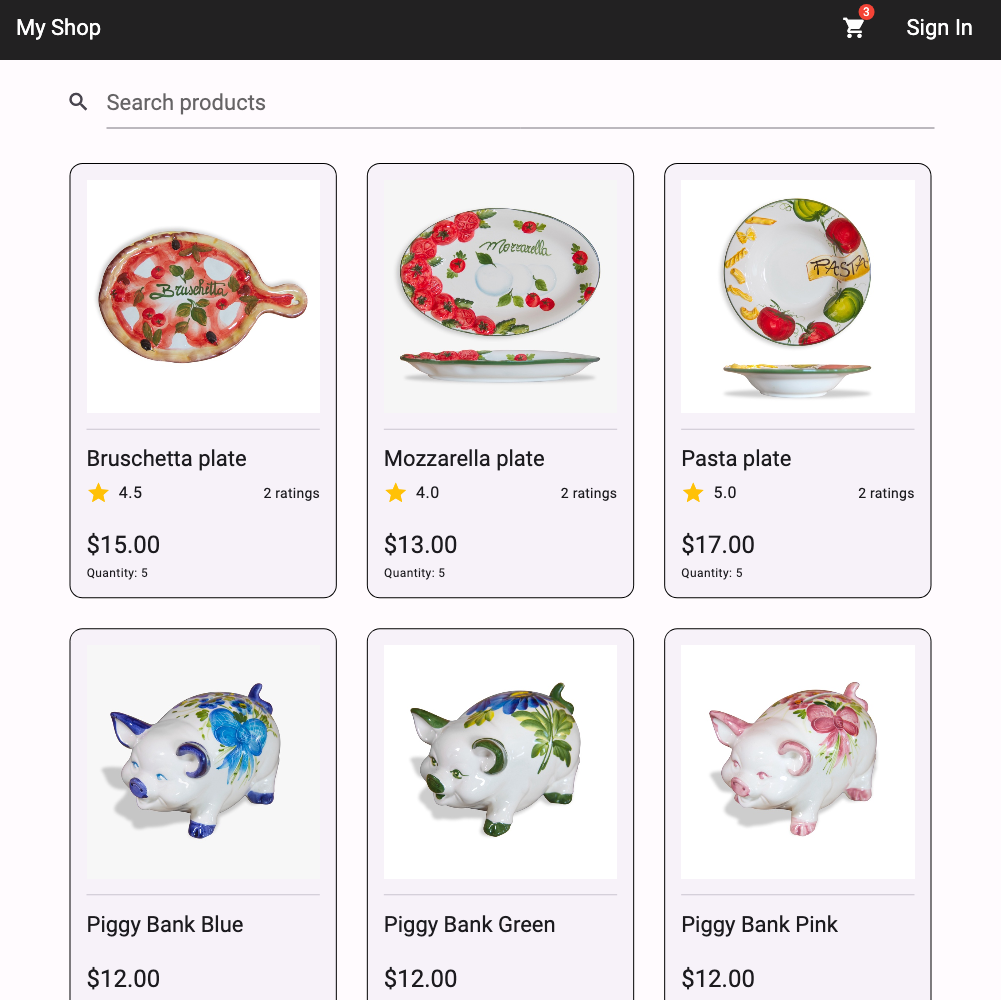 My Shop
3
Sign In
Search products
Bruschetta
Mozzarella
PASTA
Bruschetta plate
Mozzarella plate
Pasta plate
4.5 2 ratings
4.0 2 ratings
5.0 2 ratings
$15.00
$13.00
$17.00
Quantity: 5
Quantity: 5
Quantity: 5
Piggy Bank Blue
Piggy Bank Green
Piggy Bank Pink
$12.00
$12.00
$12.00